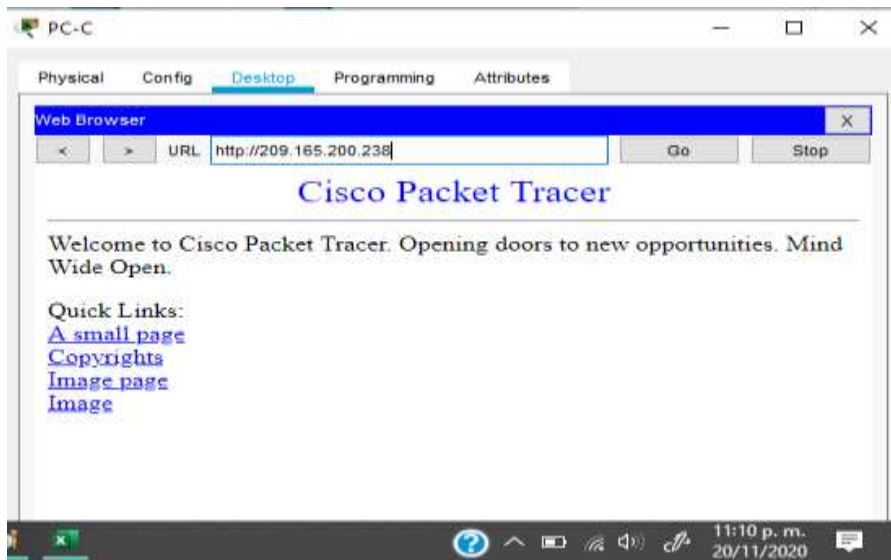 PC-C
Physical Config Desktop Programming Attributes
Web Browser X
< > URL http://209.165.200.238 Go Stop
Cisco Packet Tracer
Welcome to Cisco Packet Tracer. Opening doors to new opportunities. Mind
Wide Open.
Quick Links:
A small page
Copyrights
Image page
Image
11:10 p. m.
20/11/2020